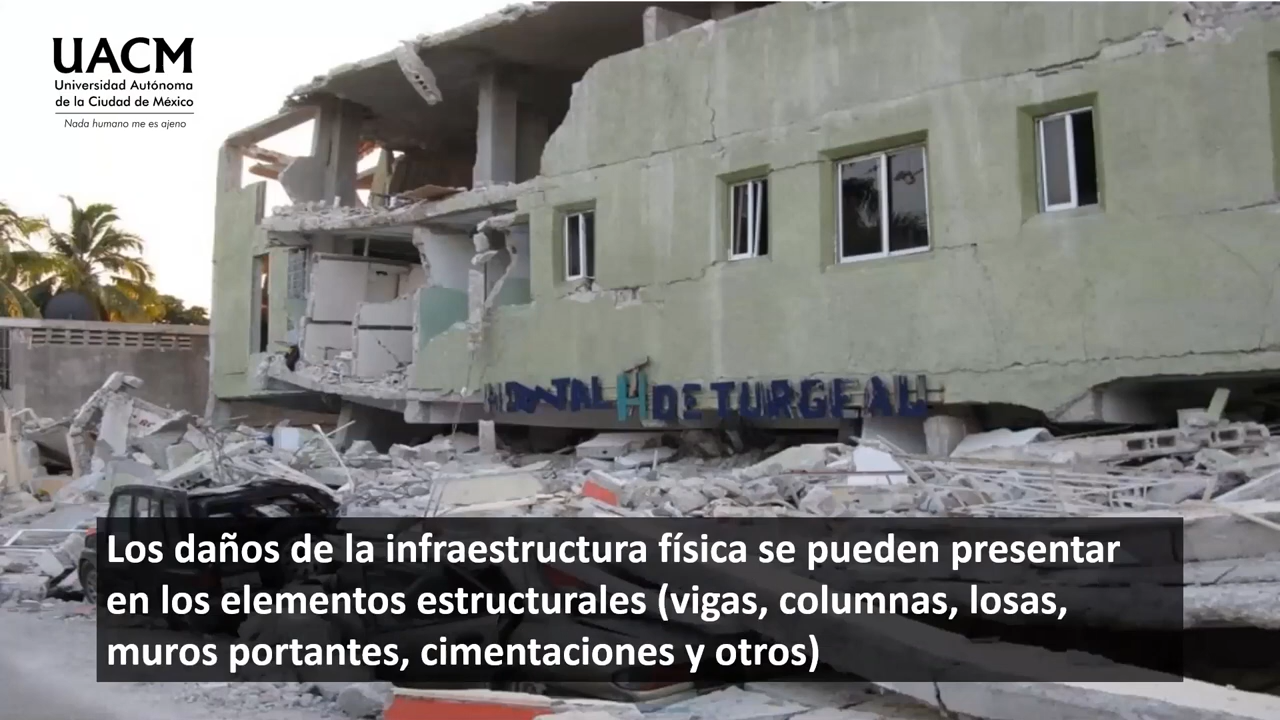 UACM
Universidad Autónoma
de la Ciudad de México
Nada humano me es ajeno
H DE TURGEAU
Los daños de la infraestructura física se pueden presentar
en los elementos estructurales (vigas, columnas, losas,
muros portantes, cimentaciones y otros)